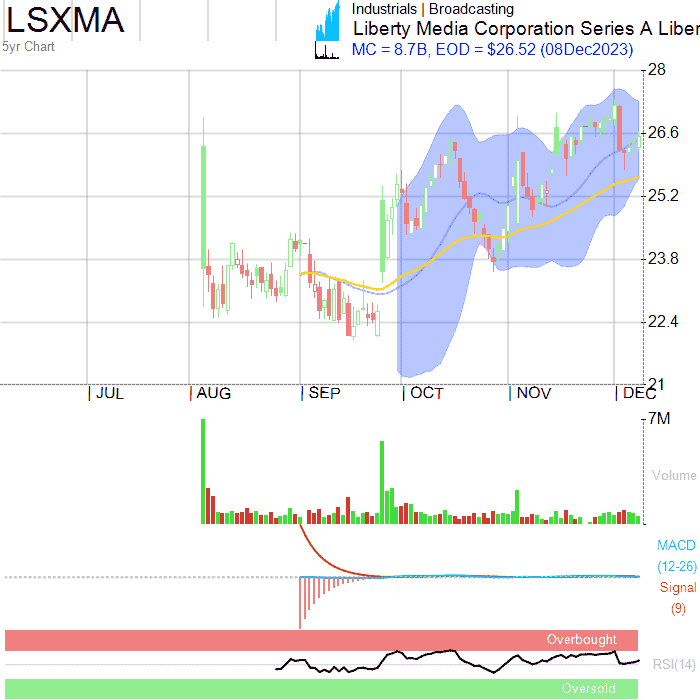 LSXMA
5yr Chart
Industrials | Broadcasting
Liberty Media Corporation Series A Liber
MC = 8.7B, EOD = $26.52 (08Dec2023)
28
26.6
25.2
23.8
22.4
21
JUL AUG SEP OCT NOV DEC
7M
Volume
MACD
(12-26)
Signal
(9)
Overbought
RSI(14)
Oversold